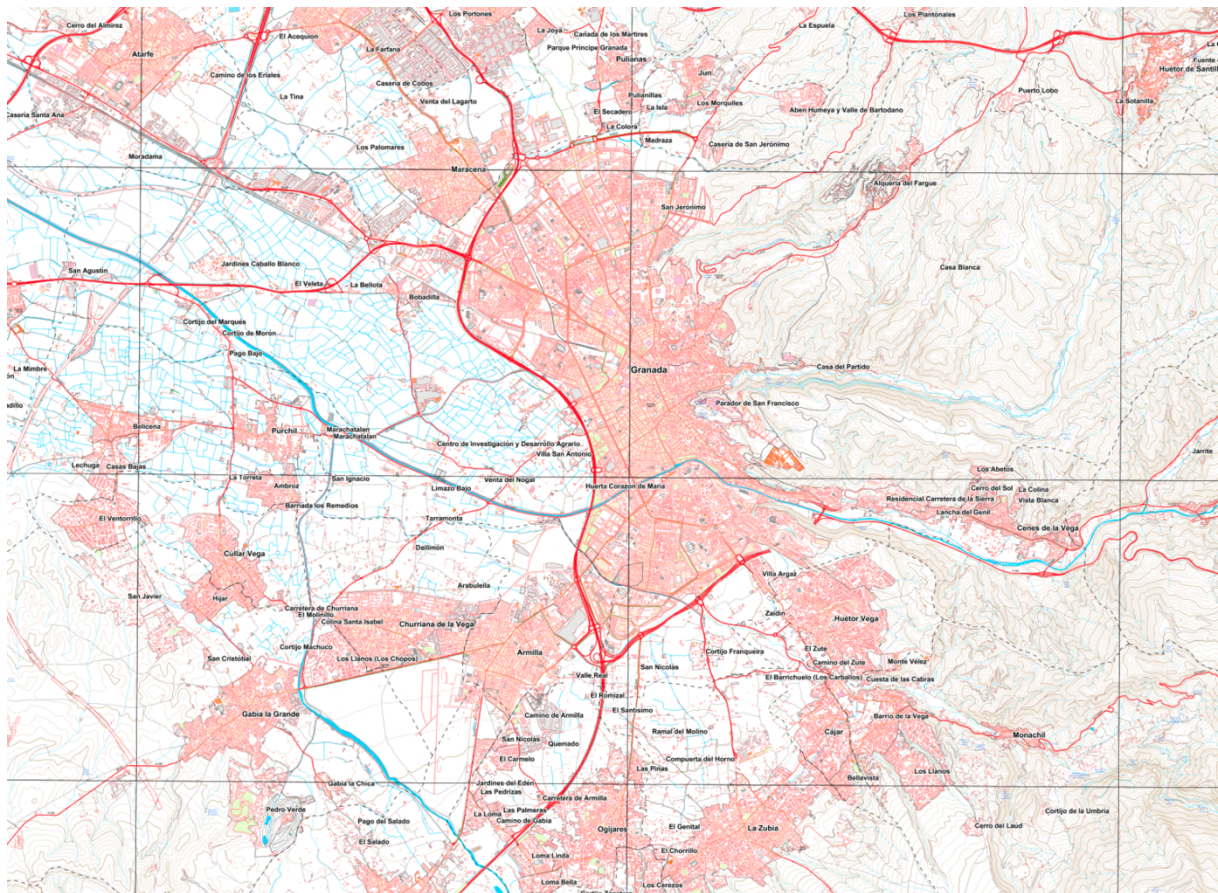 Cerro del Almirez
El Acequion
Los Portones
La Joya
Cañada de los Martires
La Espuela
Los Plantonales
Atarfe
La Farfana
Parque Principe Granada
Pulianas
Huétor de Santill
Camino de los Eriales
Caseria de Cobos
Jun
La Tina
Venta del Lagarto
Pulianillas
La Isla
Los Morquiles
Aben Humeya y Valle de Bartodano
Puerto Lobo
La Sotanilla
Caseria Santa Ana
El Secadero
La Colora
Madraza
Caseria de San Jerónimo
Los Palomares
Moradama
Maracena
Alqueria del Fargue
San Jerónimo
San Agustin
Jardines Caballo Blanco
Casa Blanca
El Veleta
La Bellota
Bobadilla
Cortijo del Marqués
Cortijo de Morón
Pago Bajo
La Mimbre
Granada
Casa del Partido
Parador de San Francisco
Belicena
Purchil
Marachatalan
Marachatalan
Centro de Investigación y Desarrollo Agrario
Villa San Antonio
Jarrite
Lechuga
Casas Bajas
La Torreta
San Ignacio
Venta del Nogal
Huerta Corazon de Maria
Los Abetos
Ambroz
Limazo Bajo
Cerro del Sol
La Colina
Barriada los Remedios
Residencial Carretera de la Sierra
Vista Blanca
El Ventorrillo
Tarramonta
Lancha del Genil
Cenes de la Vega
Cullar Vega
Dailimón
Arabuleila
Villa Argaz
San Javier
Hijar
Carretera de Churriana
El Molinillo
Colina Santa Isabel
Churriana de la Vega
Zaidin
Huetor Vega
Cortijo Machuco
Armilla
El Zute
San Cristóbal
Los Llanos (Los Chopos)
Cortijo Franqueira
Camino del Zute
Monte Vélez
San Nicolas
Valle Real
El Barrichuelo (Los Carballos)
Cuesta de las Cabras
El Romizal
Gabia la Grande
Camino de Armilla
El Santisimo
Barrio de la Vega
San Nicolas
Quemado
Ramal del Molino
Cájar
Monachil
El Carmelo
Compuerta del Horno
Las Piñas
Bellavista
Los Llanos
Gabia la Chica
Jardines del Edén
Las Pedrizas
Carretera de Armilla
Pedro Verde
Las Palmeras
Cortijo de la Umbria
Pago del Salado
La Loma
Camino de Gabia
Ogijares
El Genital
La Zubia
Cerro del Laud
El Salado
Loma Linda
El Chorrillo
Loma Bella
Los Cerezos